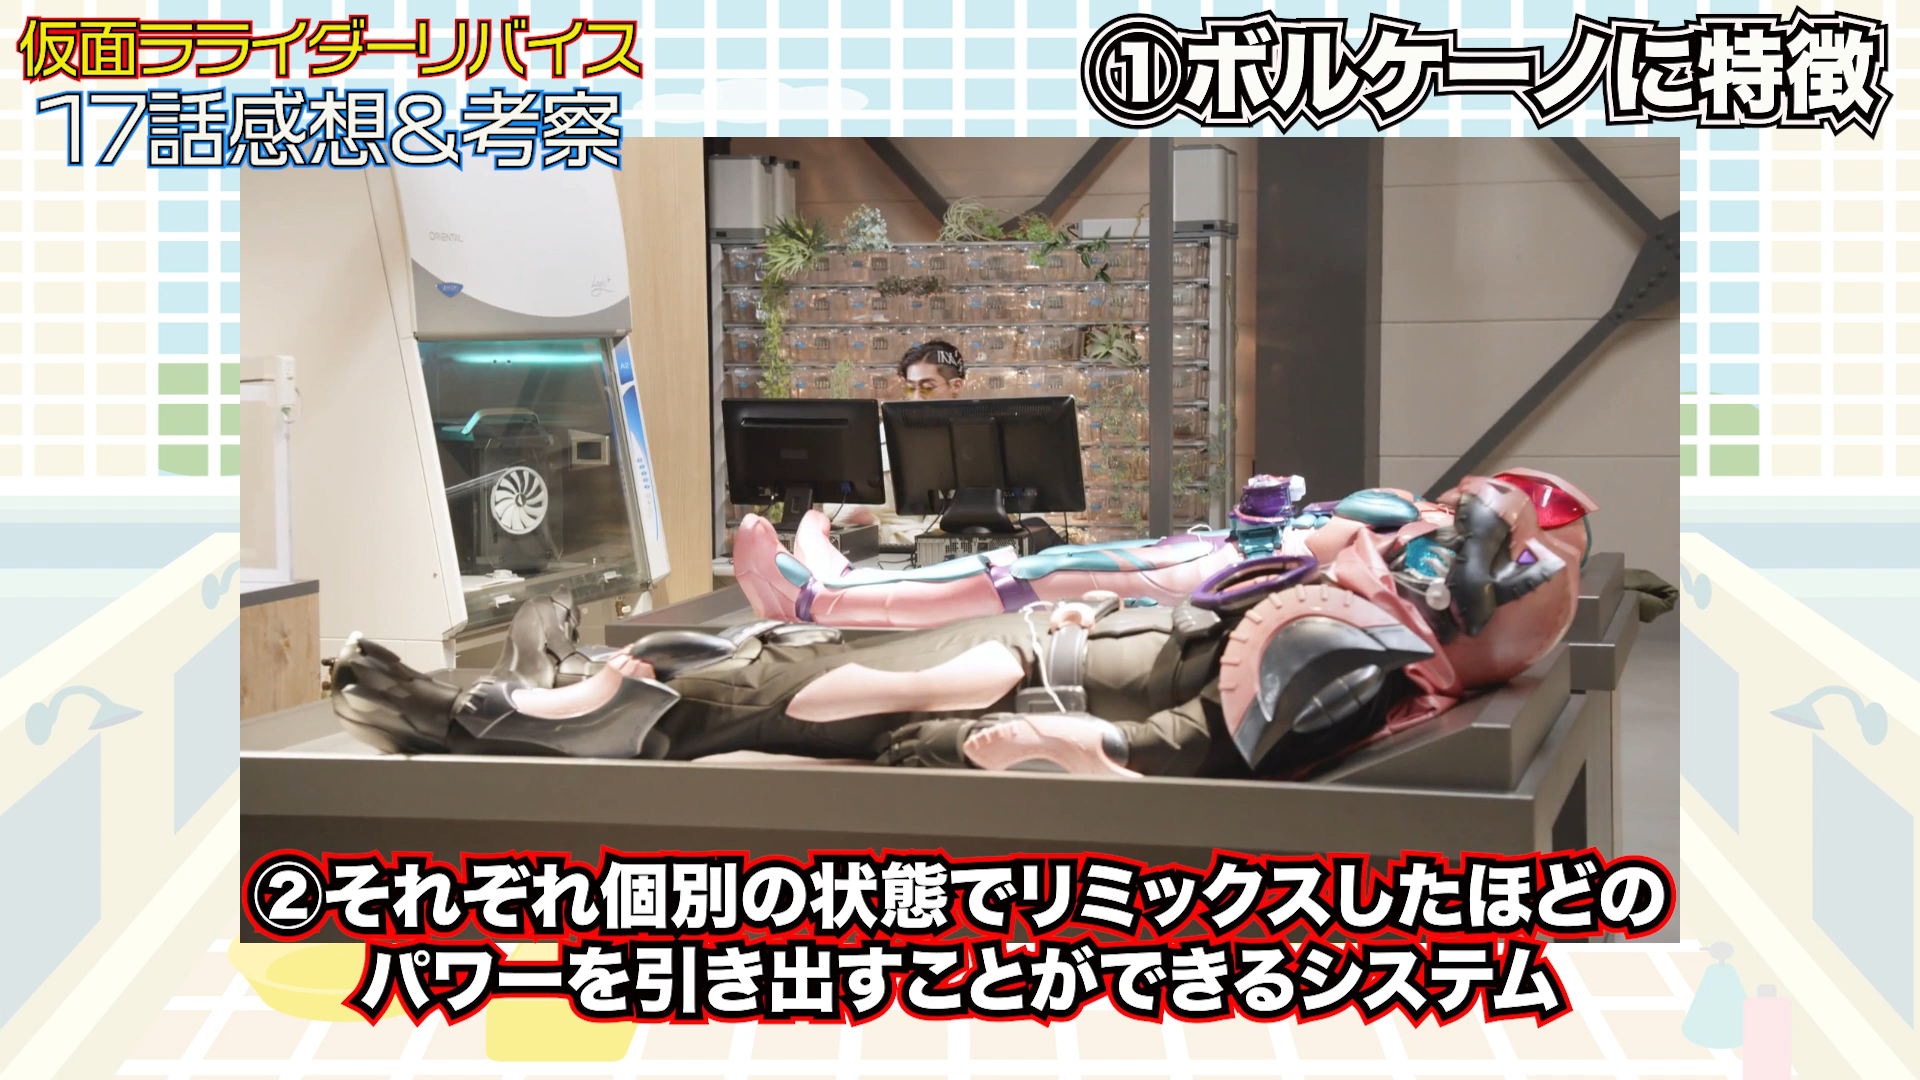 仮面ラライダーリバイス
17話感想&考察
①ボルケーノに特徴
ORIENTAL
②それぞれ個別の状態でリミックスしたほどの
パワーを引き出すことができるシステム